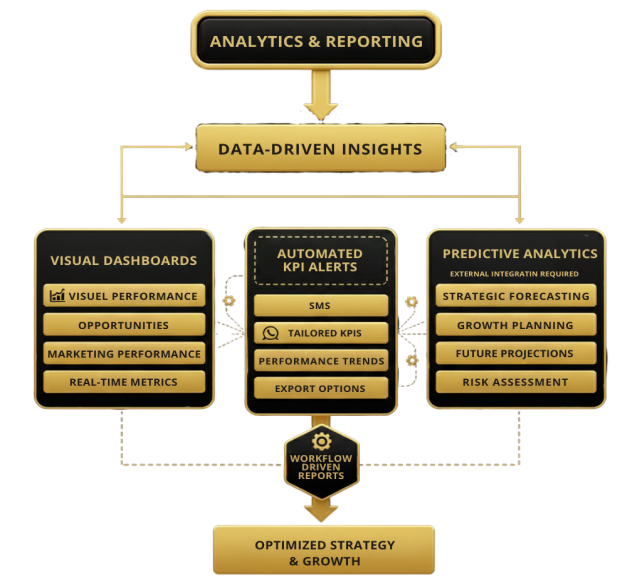 ANALYTICS & REPORTING
DATA-DRIVEN INSIGHTS
VISUAL DASHBOARDS
VISUEL PERFORMANCE
OPPORTUNITIES
MARKETING PERFORMANCE
REAL-TIME METRICS
AUTOMATED
KPI ALERTS
SMS
TAILORED KPIS
PERFORMANCE TRENDS
EXPORT OPTIONS
PREDICTIVE ANALYTICS
EXTERNAL INTEGRATIN REQUIRED
STRATEGIC FORECASTING
GROWTH PLANNING
FUTURE PROJECTIONS
RISK ASSESSMENT
WORKFLOW
DRIVEN
REPORTS
OPTIMIZED STRATEGY
& GROWTH